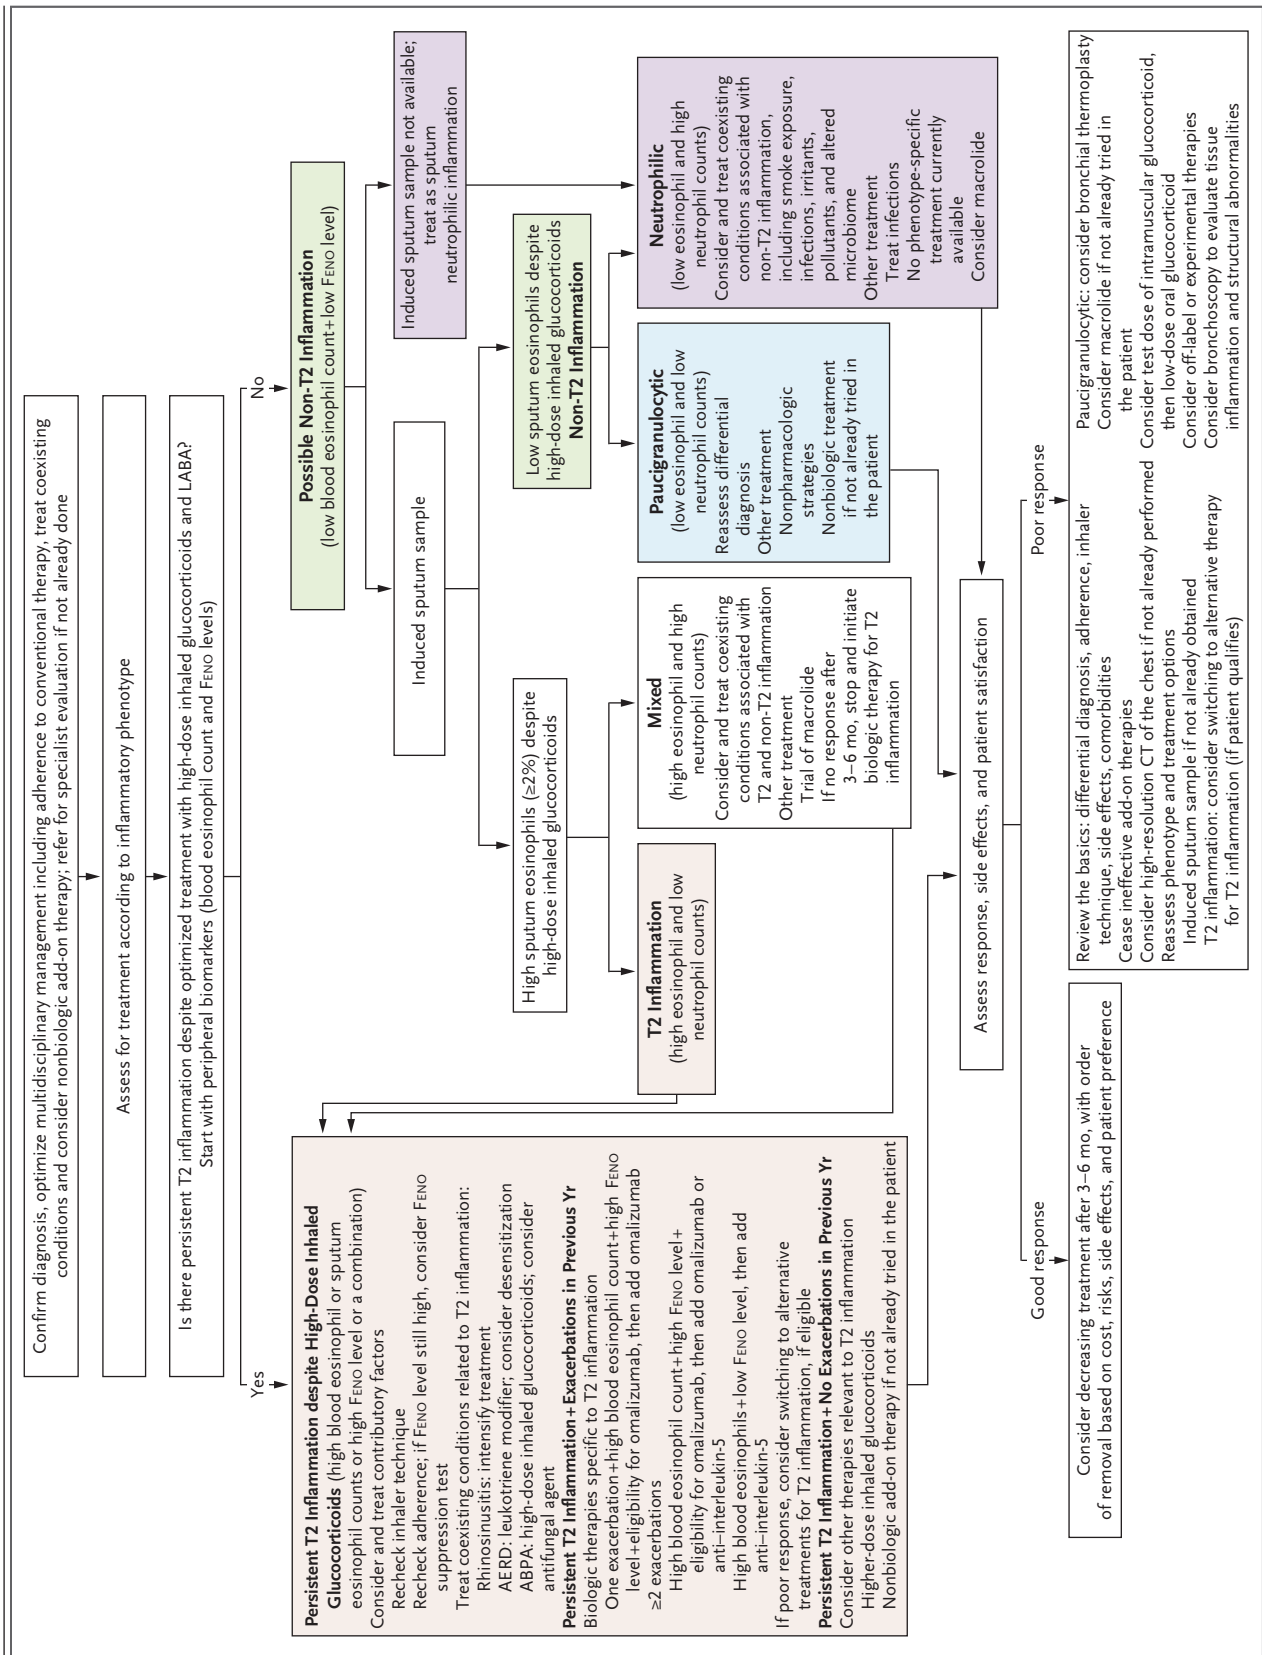 Confirm diagnosis, optimize multidisciplinary management including adherence to conventional therapy, treat coexisting
conditions and consider nonbiologic add-on therapy; refer for specialist evaluation if not already done
Assess for treatment according to inflammatory phenotype
Is there persistent T2 inflammation despite optimized treatment with high-dose inhaled glucocorticoids and LABA?
Start with peripheral biomarkers (blood eosinophil count and FENO levels)
Yes
No
Persistent T2 Inflammation despite High-Dose Inhaled
Glucocorticoids (high blood eosinophil or sputum
eosinophil counts or high FENO level or a combination)
Consider and treat contributory factors
Recheck inhaler technique
Recheck adherence; if FENO level still high, consider FENO
suppression test
Treat coexisting conditions related to T2 inflammation:
Rhinosinusitis: intensify treatment
AERD: leukotriene modifier; consider desensitization
ABPA: high-dose inhaled glucocorticoids; consider
antifungal agent
Persistent T2 Inflammation+Exacerbations in Previous Yr
Biologic therapies specific to T2 inflammation
One exacerbation+high blood eosinophil count+high FENO
level+eligibility for omalizumab, then add omalizumab
≥2 exacerbations
High blood eosinophil count+high FENO level+
eligibility for omalizumab, then add omalizumab or
anti–interleukin-5
High blood eosinophils+low FENO level, then add
anti–interleukin-5
If poor response, consider switching to alternative
treatments for T2 inflammation, if eligible
Persistent T2 Inflammation+No Exacerbations in Previous Yr
Consider other therapies relevant to T2 inflammation
Higher-dose inhaled glucocorticoids
Nonbiologic add-on therapy if not already tried in the patient
Possible Non-T2 Inflammation
(low blood eosinophil count+low FENO level)
Induced sputum sample
Induced sputum sample not available;
treat as sputum
neutrophilic inflammation
High sputum eosinophils (≥2%) despite
high-dose inhaled glucocorticoids
Low sputum eosinophils despite
high-dose inhaled glucocorticoids
Non-T2 Inflammation
T2 Inflammation
(high eosinophil and low
neutrophil counts)
Mixed
(high eosinophil and high
neutrophil counts)
Consider and treat coexisting
conditions associated with
T2 and non-T2 inflammation
Other treatment
Trial of macrolide
If no response after
3–6 mo, stop and initiate
biologic therapy for T2
inflammation
Paucigranulocytic
(low eosinophil and low
neutrophil counts)
Reassess differential
diagnosis
Other treatment
Nonpharmacologic
strategies
Nonbiologic treatment
if not already tried in
the patient
Neutrophilic
(low eosinophil and high
neutrophil counts)
Consider and treat coexisting
conditions associated with
non-T2 inflammation,
including smoke exposure,
infections, irritants,
pollutants, and altered
microbiome
Other treatment
Treat infections
No phenotype-specific
treatment currently
available
Consider macrolide
Assess response, side effects, and patient satisfaction
Good response
Poor response
Consider decreasing treatment after 3–6 mo, with order
of removal based on cost, risks, side effects, and patient preference
Review the basics: differential diagnosis, adherence, inhaler
technique, side effects, comorbidities
Cease ineffective add-on therapies
Consider high-resolution CT of the chest if not already performed
Reassess phenotype and treatment options
Induced sputum sample if not already obtained
T2 inflammation: consider switching to alternative therapy
for T2 inflammation (if patient qualifies)
Paucigranulocytic: consider bronchial thermoplasty
Consider macrolide if not already tried in
the patient
Consider test dose of intramuscular glucocorticoid,
then low-dose oral glucocorticoid
Consider off-label or experimental therapies
Consider bronchoscopy to evaluate tissue
inflammation and structural abnormalities